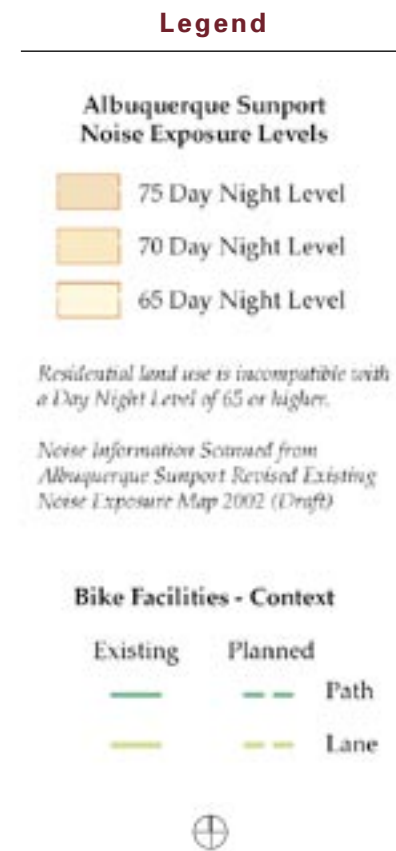 Legend
Albuquerque Sunport
Noise Exposure Levels
75 Day Night Level
70 Day Night Level
65 Day Night Level
Residential land use is incompatible with
a Day Night Level of 65 or higher.
Noise Information Scanned from
Albuquerque Sunport Revised Existing
Noise Exposure Map 2002 (Draft)
Bike Facilities - Context
Existing Planned
Path
Lane